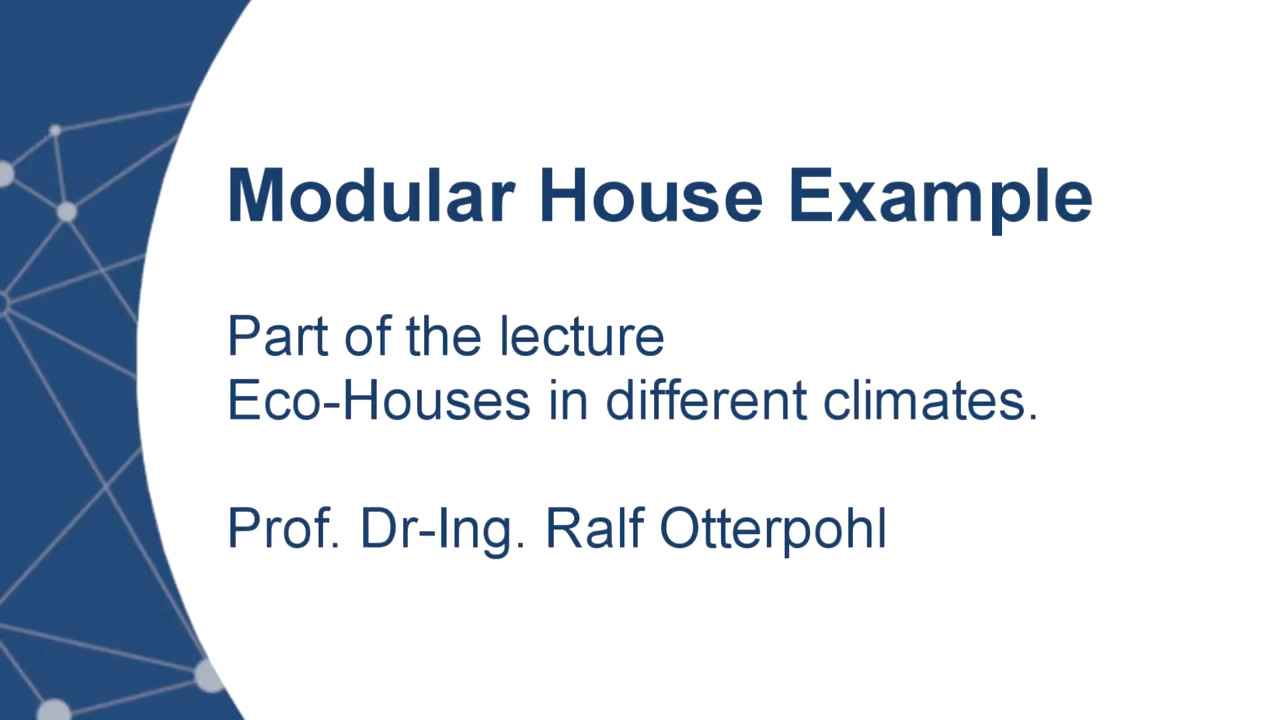 Modular House Example
Part of the lecture
Eco-Houses in different climates.
Prof. Dr-Ing. Ralf Otterpohl